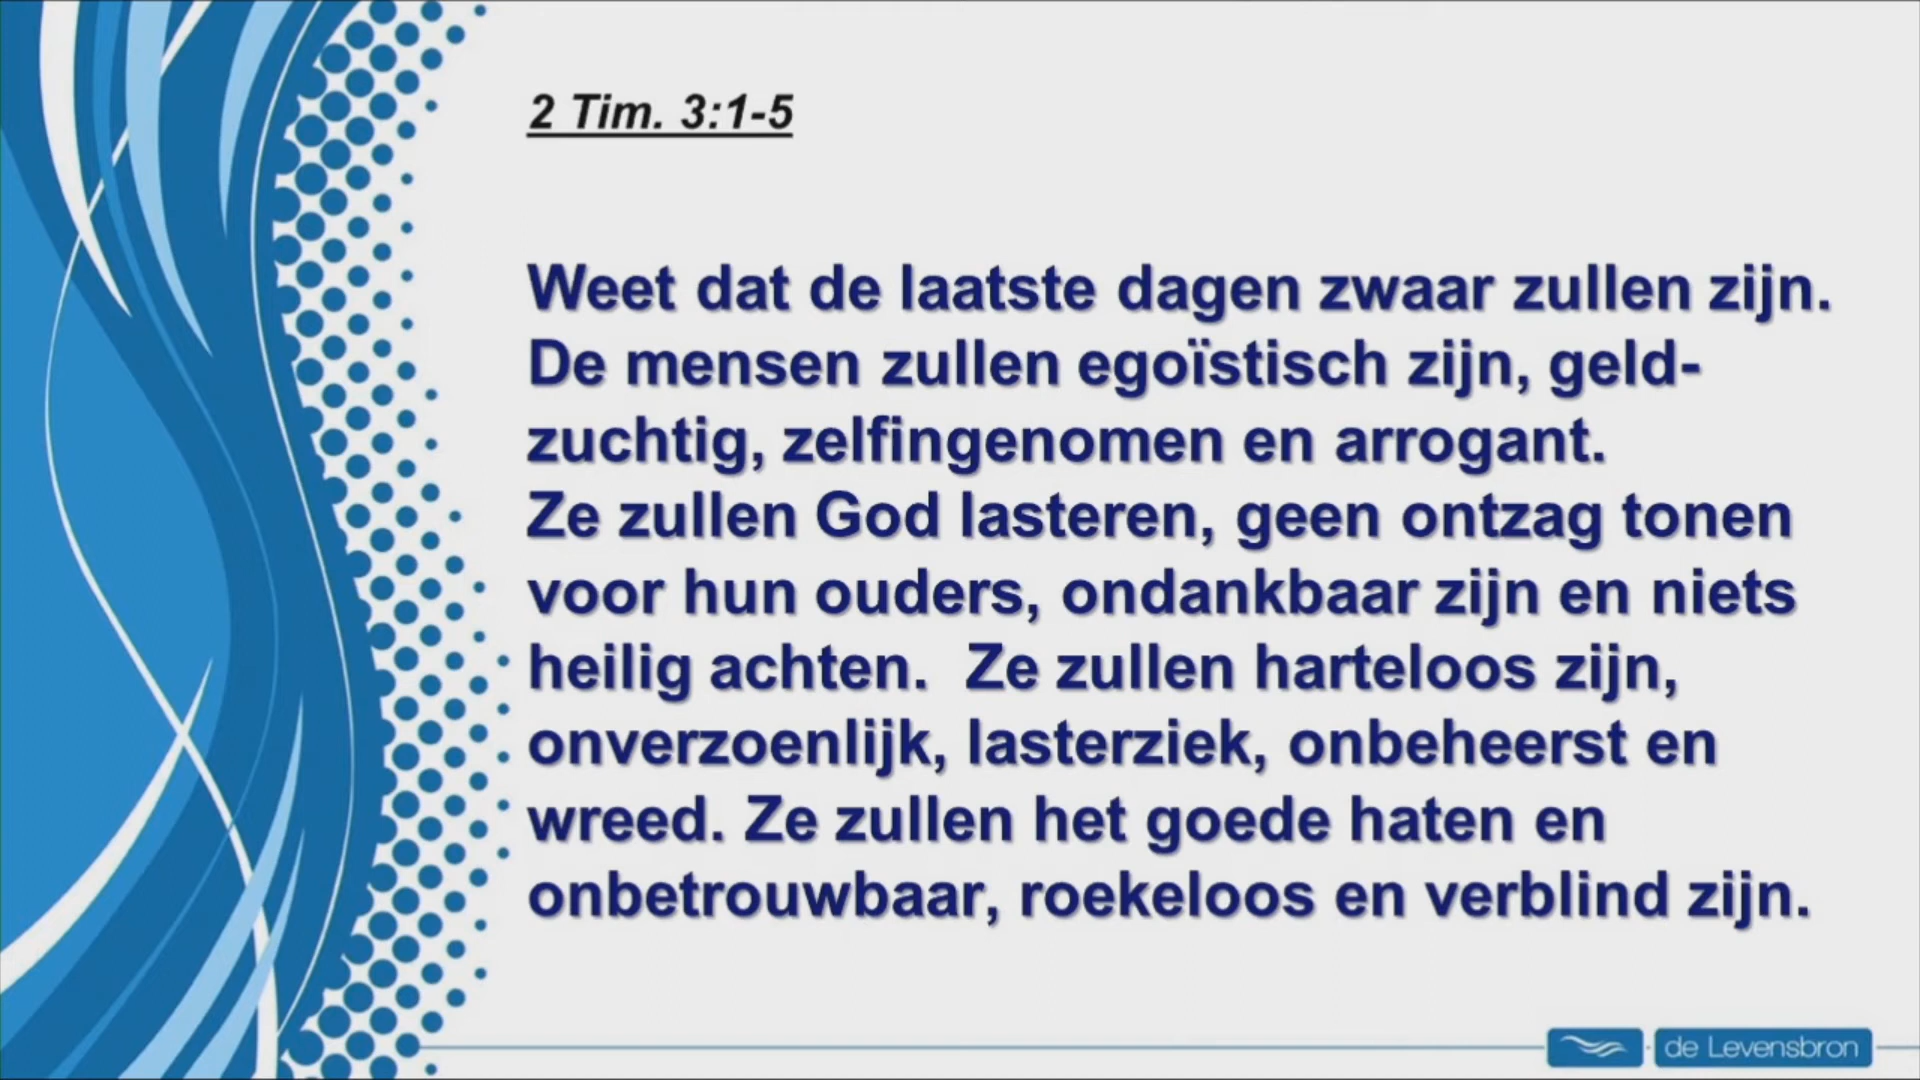 2 Tim. 3:1-5
Weet dat de laatste dagen zwaar zullen zijn.
De mensen zullen egoïstisch zijn, geld-
zuchtig, zelfingenomen en arrogant.
Ze zullen God lasteren, geen ontzag tonen
voor hun ouders, ondankbaar zijn en niets
heilig achten.  Ze zullen harteloos zijn,
onverzoenlijk, lasterziek, onbeheerst en
wreed. Ze zullen het goede haten en
onbetrouwbaar, roekeloos en verblind zijn.
de Levensbron